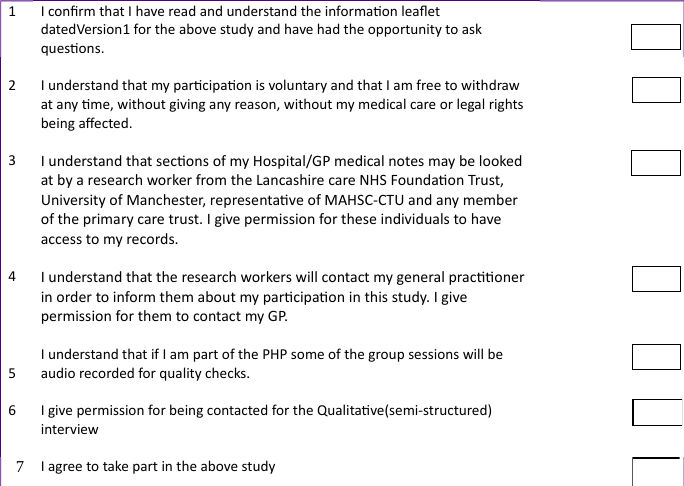 1 I confirm that I have read and understand the information leaflet
datedVersion1 for the above study and have had the opportunity to ask
questions.
2 I understand that my participation is voluntary and that I am free to withdraw
at any time, without giving any reason, without my medical care or legal rights
being affected.
3 I understand that sections of my Hospital/GP medical notes may be looked
at by a research worker from the Lancashire care NHS Foundation Trust,
University of Manchester, representative of MAHSC-CTU and any member
of the primary care trust. I give permission for these individuals to have
access to my records.
4 I understand that the research workers will contact my general practitioner
in order to inform them about my participation in this study. I give
permission for them to contact my GP.
I understand that if I am part of the PHP some of the group sessions will be
5 audio recorded for quality checks.
6 I give permission for being contacted for the Qualitative(semi-structured)
interview
7 I agree to take part in the above study